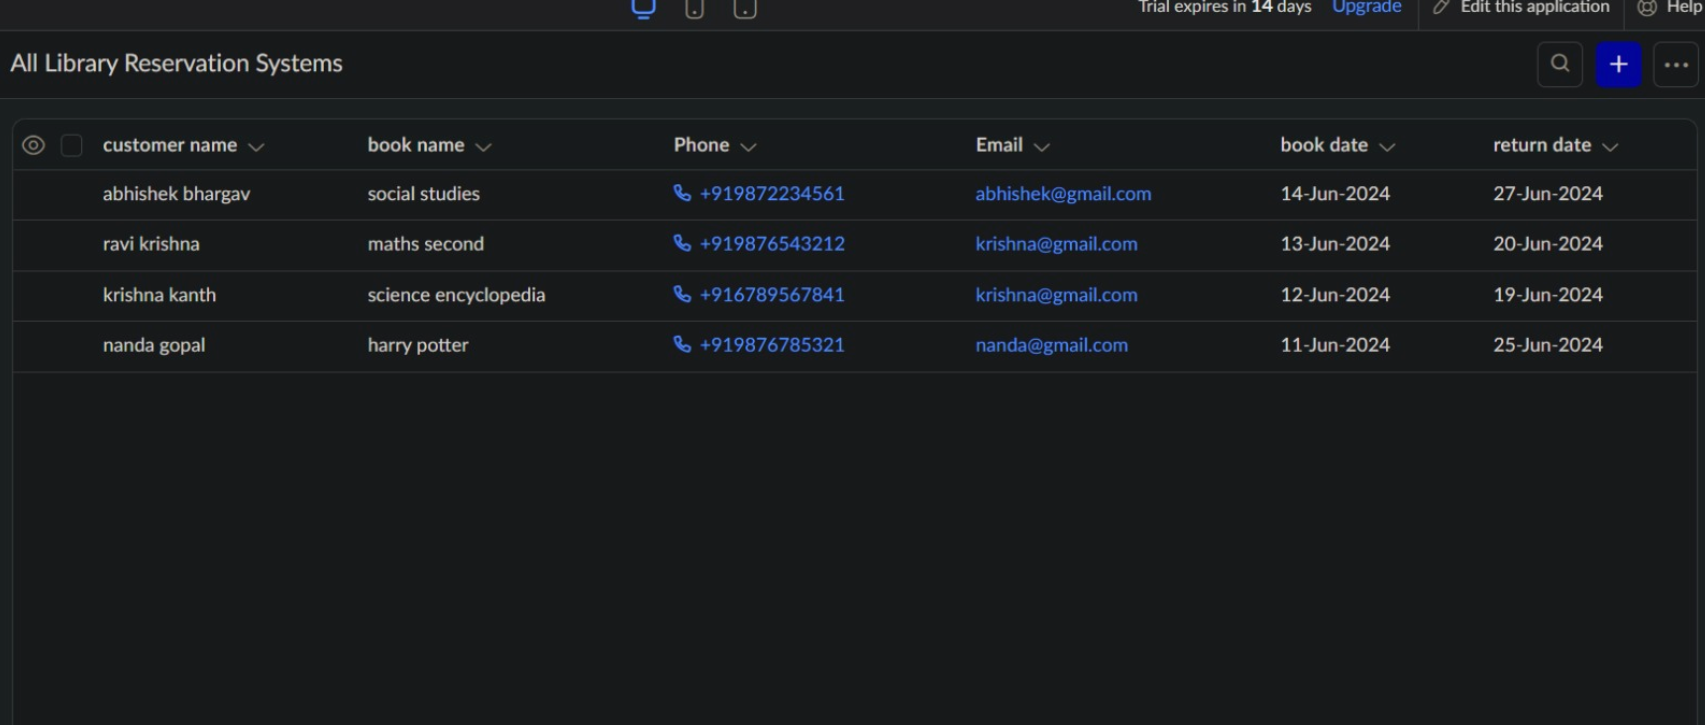 Trial expires in 14 days Upgrade Edit this application Help
All Library Reservation Systems
customer name book name Phone Email book date return date
abhishek bhargav social studies +919872234561 abhishek@gmail.com 14-Jun-2024 27-Jun-2024
ravi krishna maths second +919876543212 krishna@gmail.com 13-Jun-2024 20-Jun-2024
krishna kanth science encyclopedia +916789567841 krishna@gmail.com 12-Jun-2024 19-Jun-2024
nanda gopal harry potter +919876785321 nanda@gmail.com 11-Jun-2024 25-Jun-2024